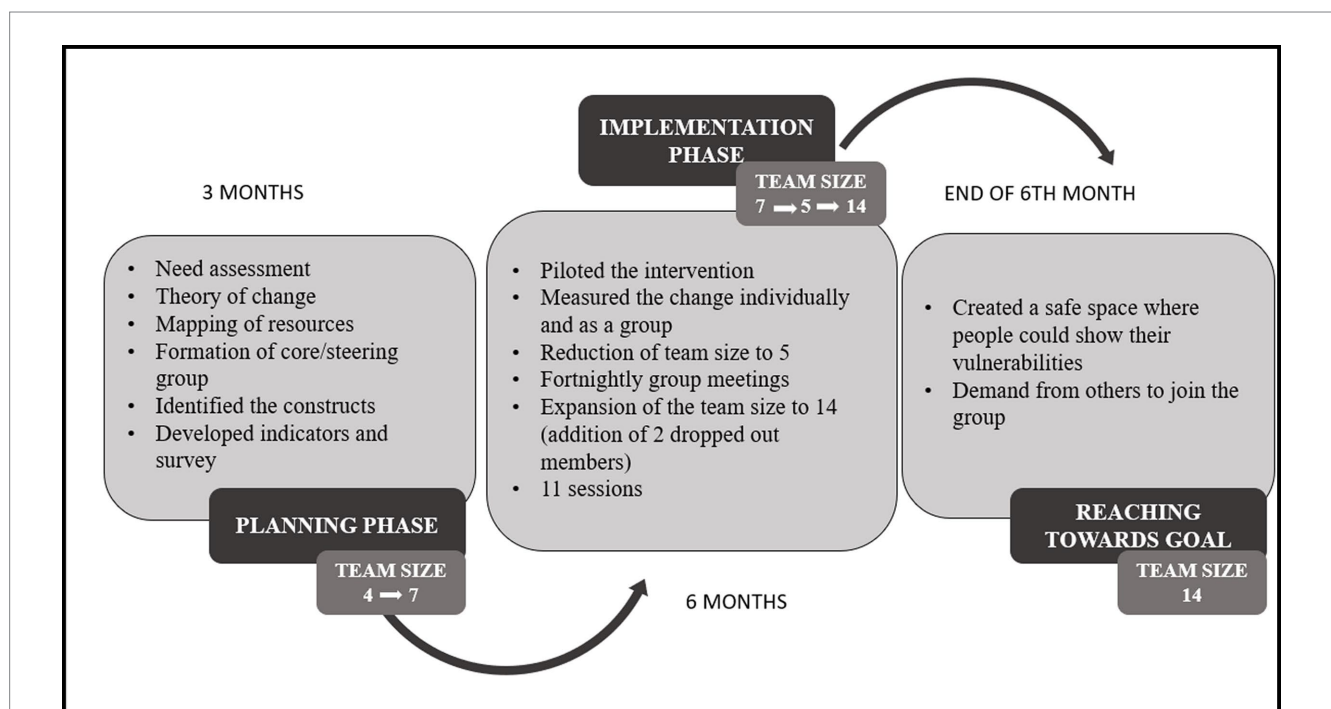 3 MONTHS
• Need assessment
• Theory of change
• Mapping of resources
• Formation of core/steering
group
• Identified the constructs
• Developed indicators and
survey
PLANNING PHASE
TEAM SIZE
4 ➡ 7
IMPLEMENTATION
PHASE
TEAM SIZE
7 ➡ 5 ➡ 14
• Piloted the intervention
• Measured the change individually
and as a group
• Reduction of team size to 5
• Fortnightly group meetings
• Expansion of the team size to 14
(addition of 2 dropped out
members)
• 11 sessions
6 MONTHS
END OF 6TH MONTH
• Created a safe space where
people could show their
vulnerabilities
• Demand from others to join the
group
REACHING
TOWARDS GOAL
TEAM SIZE
14